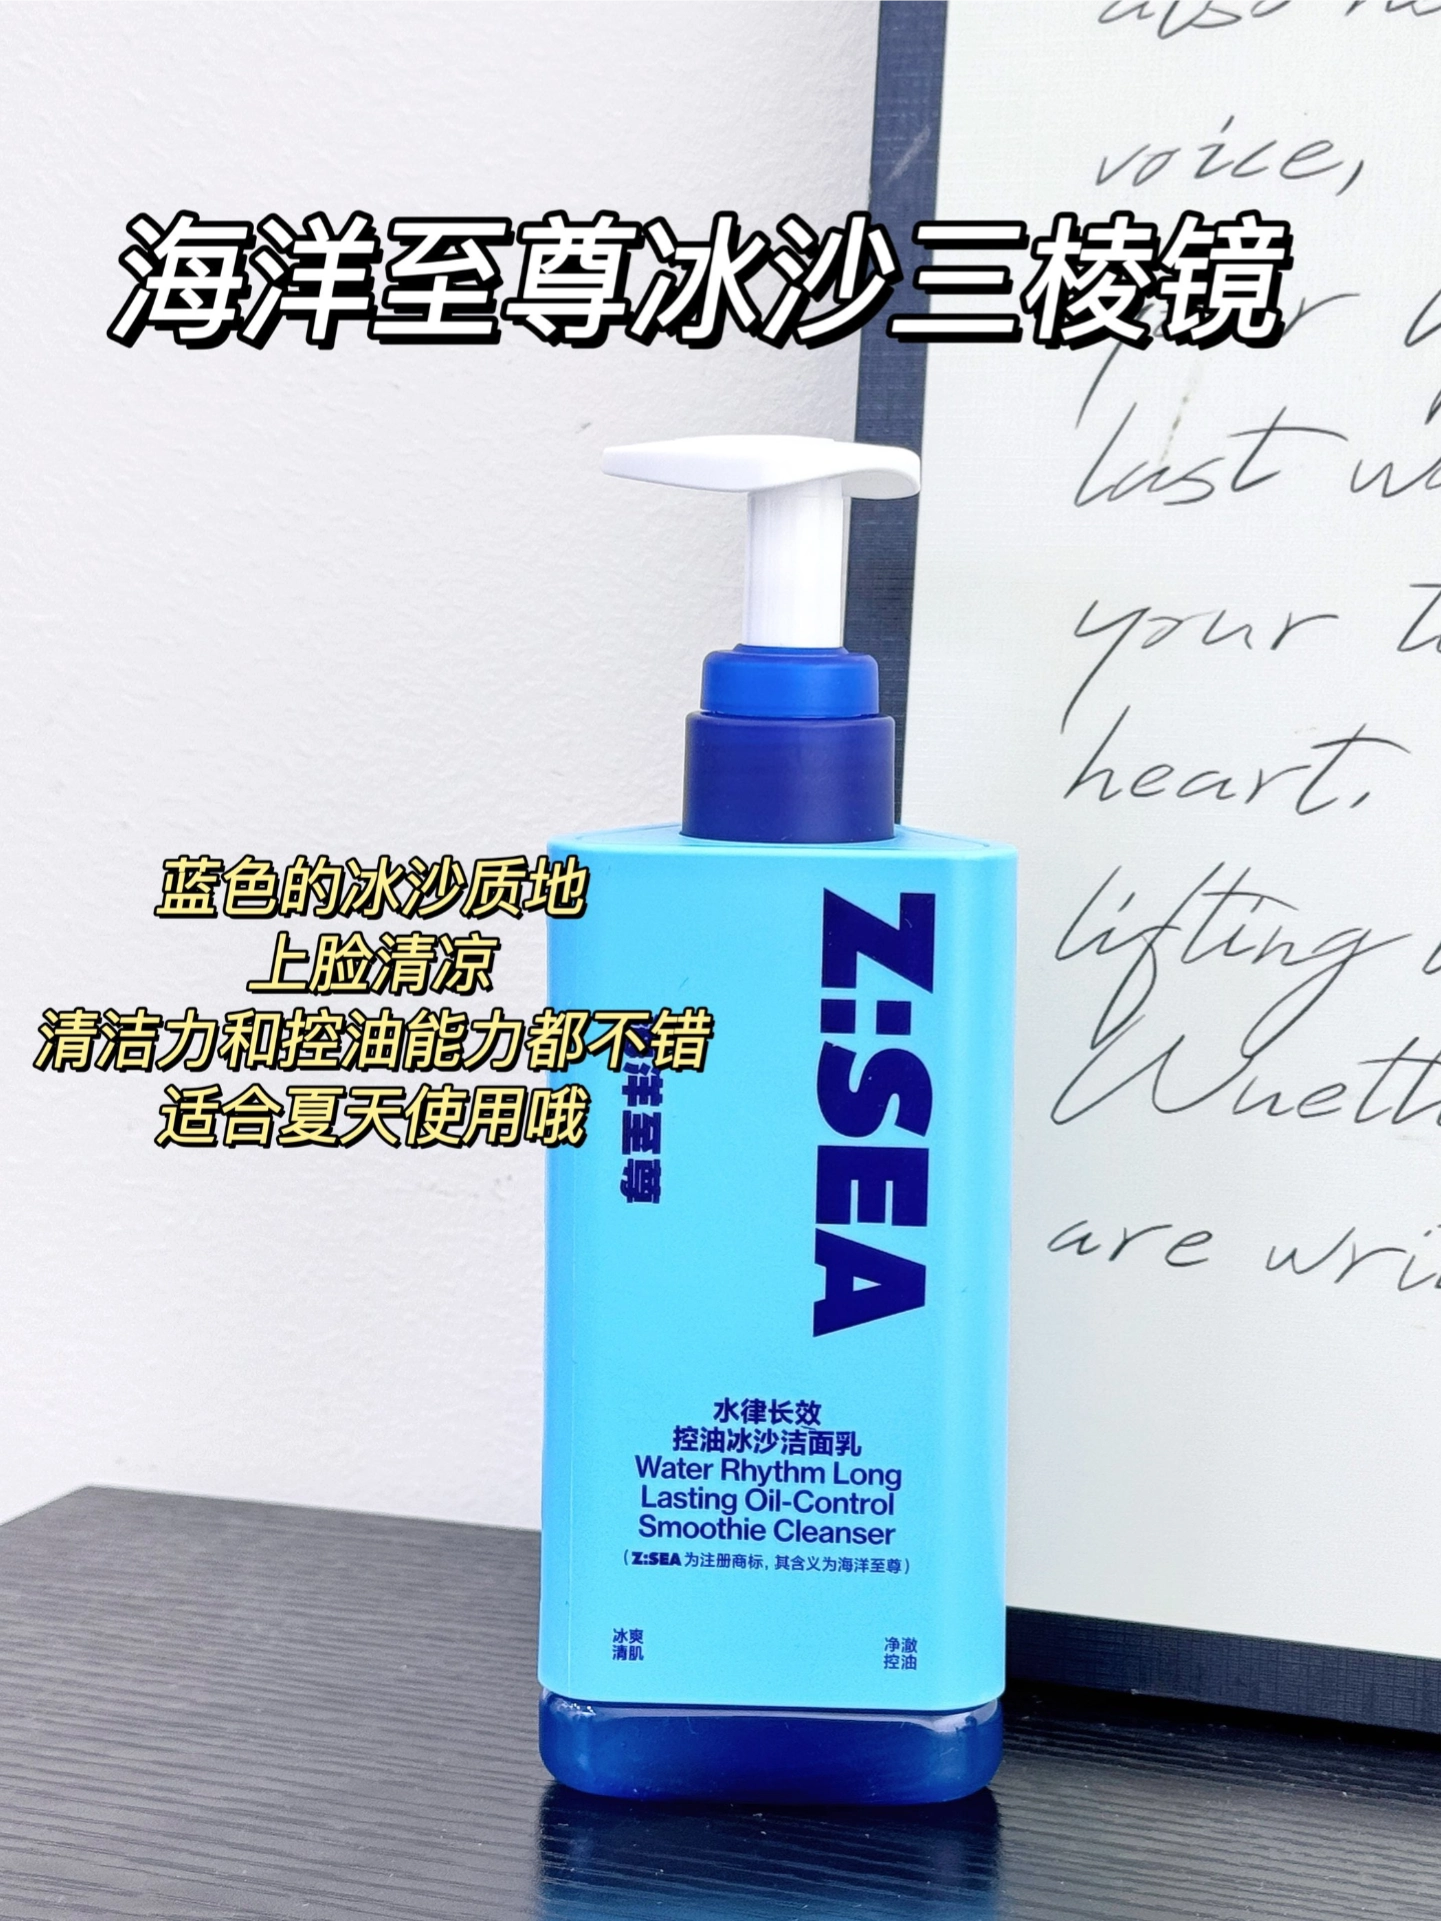 海洋至尊冰沙三棱镜
蓝色的冰沙质地
上脸清凉
清洁力和控油能力都不错
适合夏天使用哦
Z:SEA
洋至尊
水律长效
控油冰沙洁面乳
Water Rhythm Long
Lasting Oil-Control
Smoothie Cleanser
(Z:SEA为注册商标，其含义为海洋至尊)
冰爽
清肌
净澈
控油
voice,
last
your
heart,
lifting
are